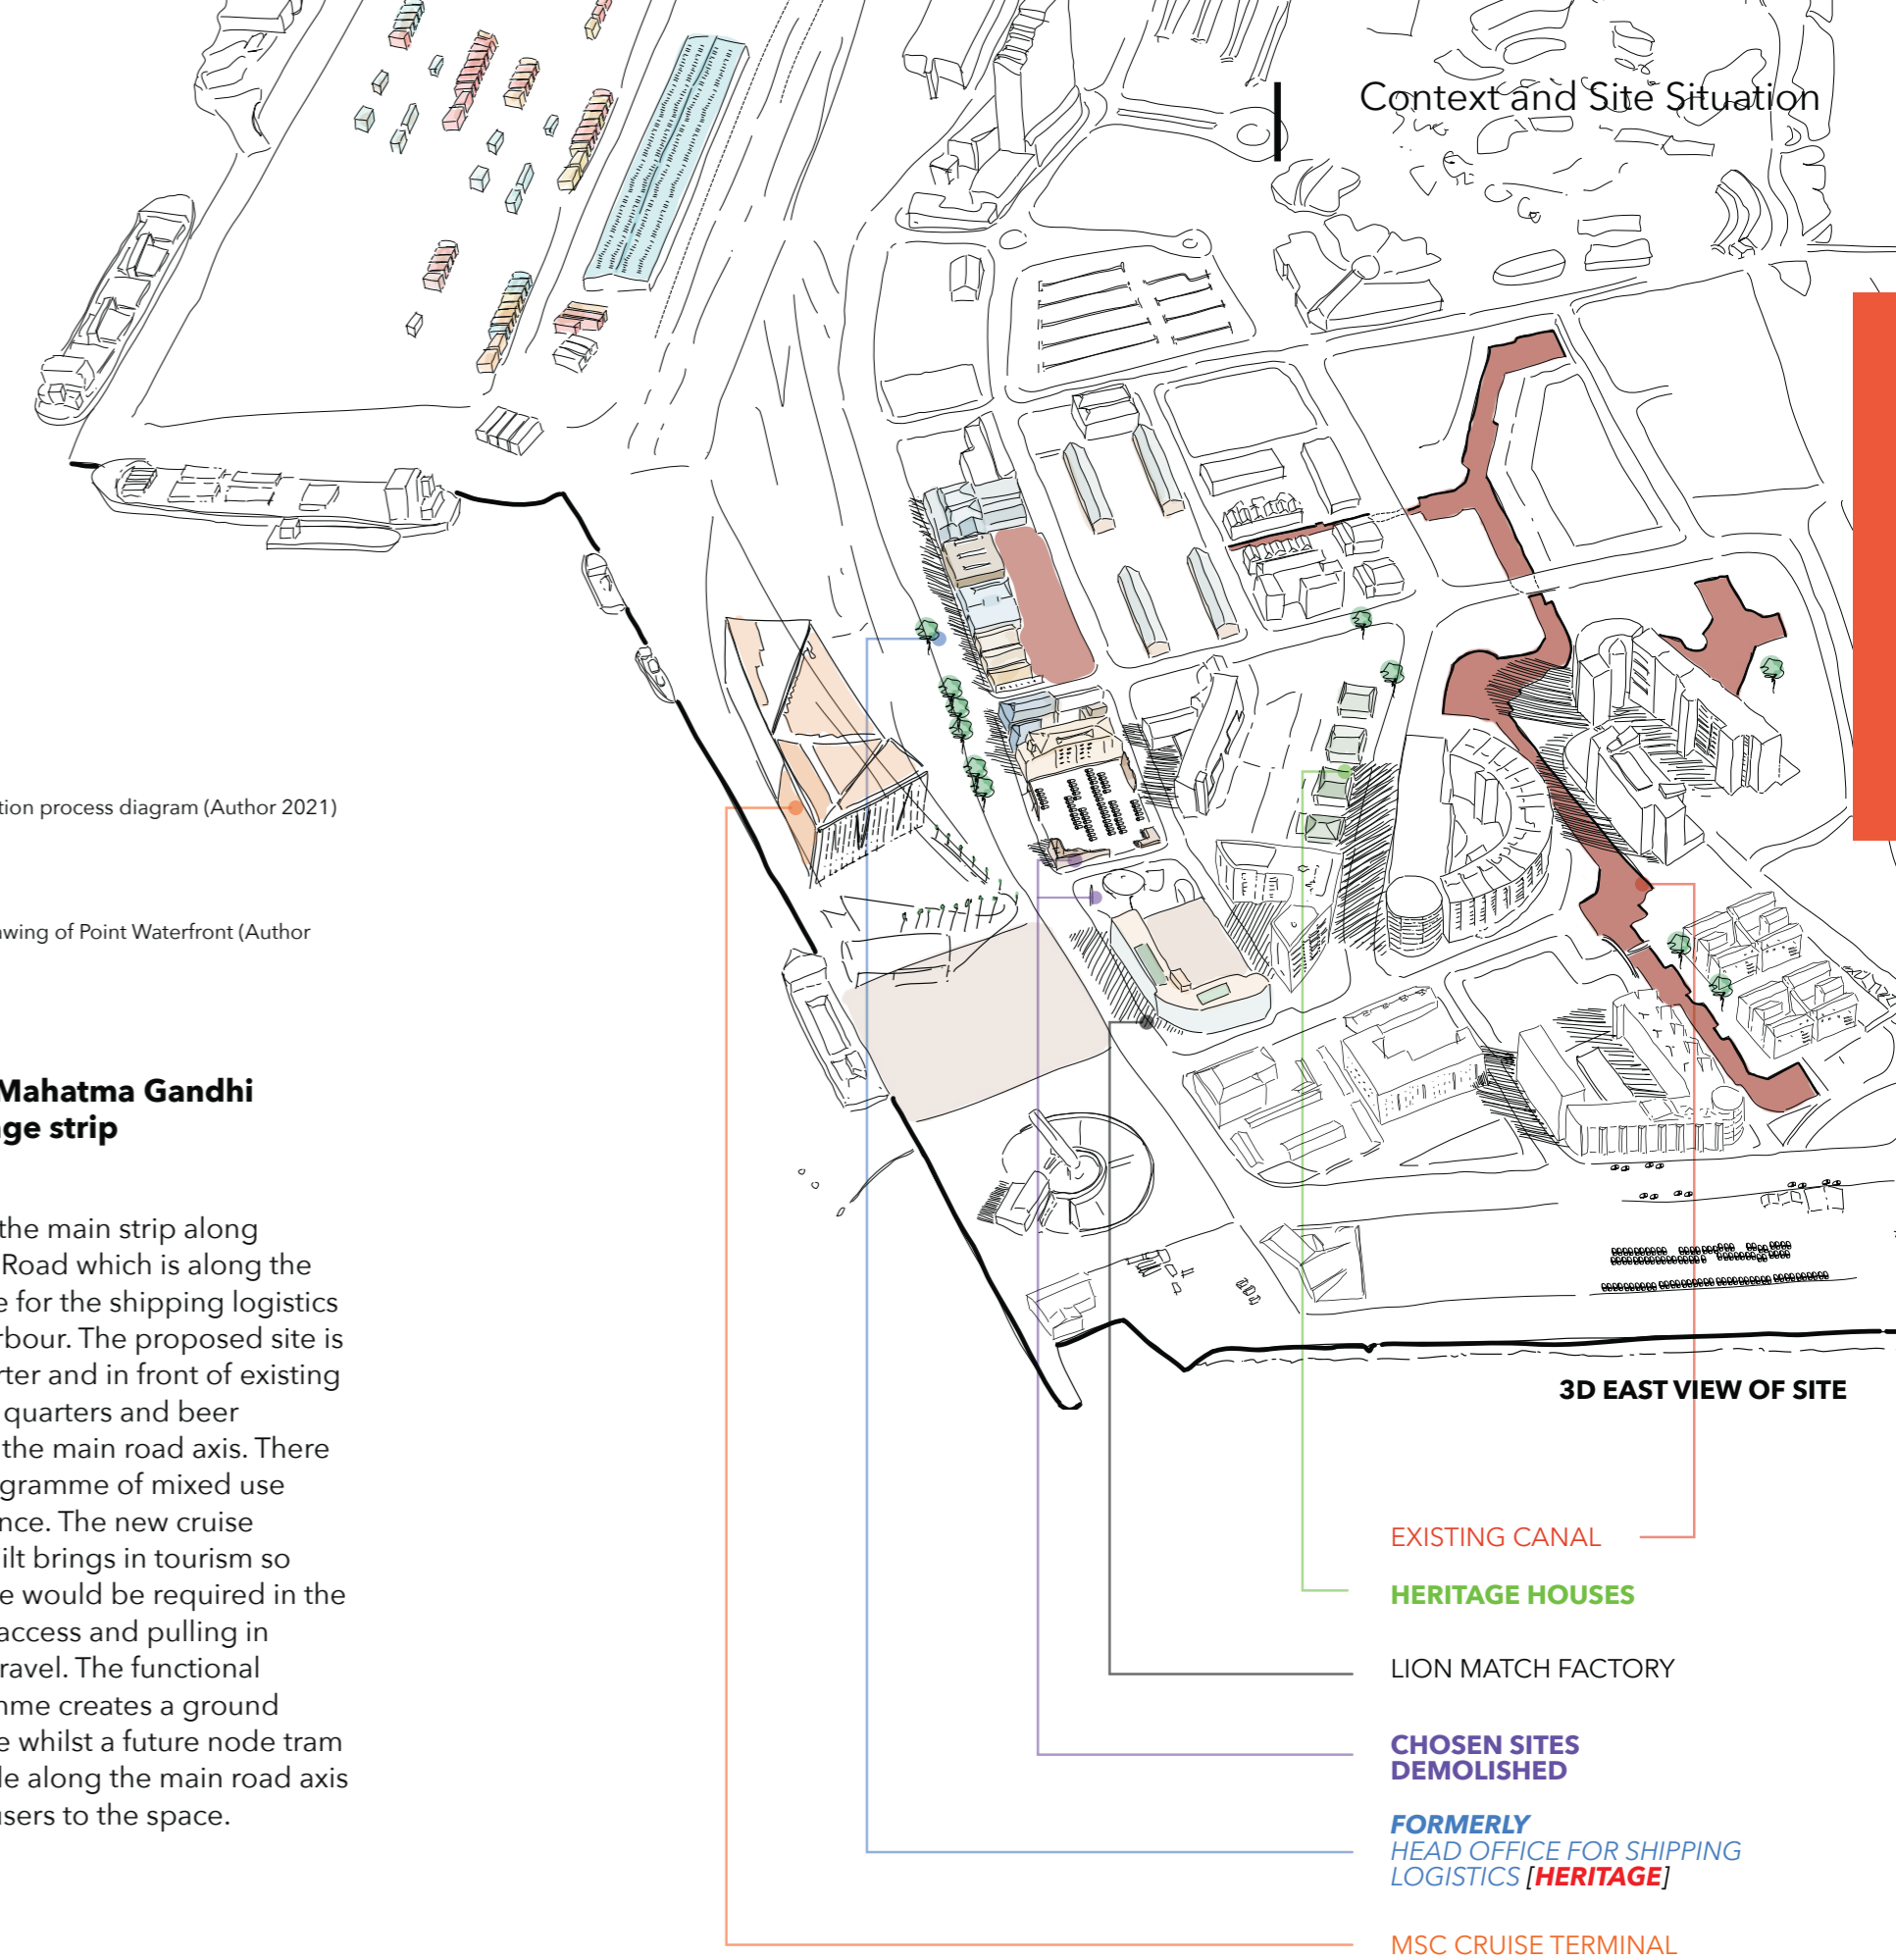 Context and Site Situation
tion process diagram (Author 2021)
wing of Point Waterfront (Author
Mahatma Gandhi
ge strip
the main strip along
Road which is along the
e for the shipping logistics
rbour. The proposed site is
rter and in front of existing
quarters and beer
the main road axis. There
gramme of mixed use
nce. The new cruise
ilt brings in tourism so
e would be required in the
access and pulling in
ravel. The functional
nme creates a ground
e whilst a future node tram
le along the main road axis
users to the space.
3D EAST VIEW OF SITE
EXISTING CANAL
HERITAGE HOUSES
LION MATCH FACTORY
CHOSEN SITES
DEMOLISHED
FORMERLY
HEAD OFFICE FOR SHIPPING
LOGISTICS [HERITAGE]
MSC CRUISE TERMINAL